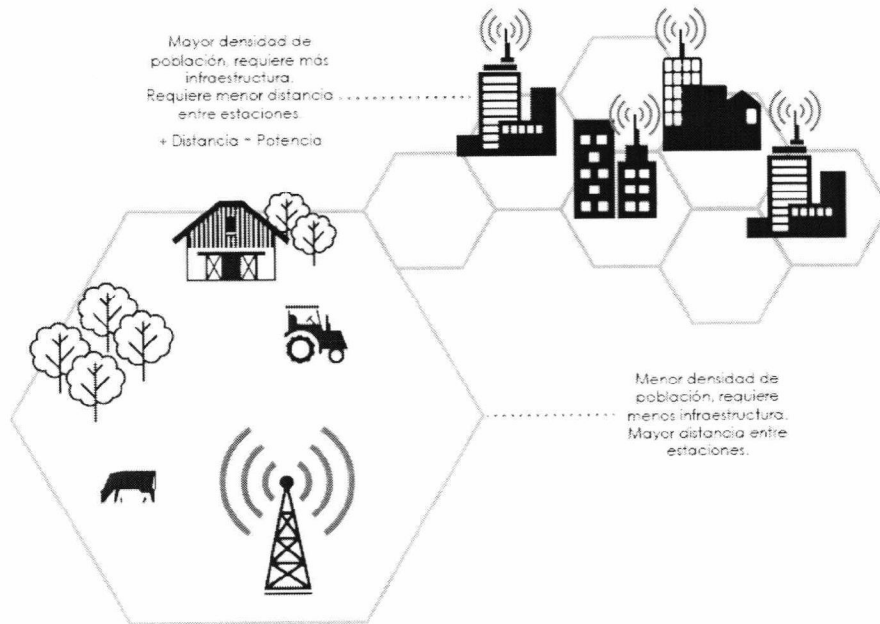 Mayor densidad de
población, requiere más
infraestructura.
Requiere menor distancia
entre estaciones
+ Distancia - Potencia
Menor densidad de
población, requiere
menos infraestructura.
Mayor distancia entre
estaciones.